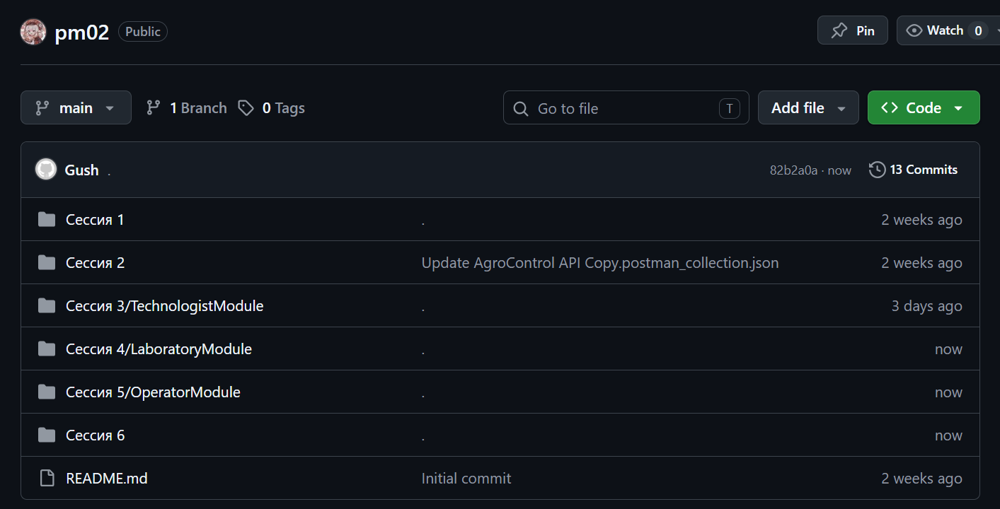 pm02 Public Pin Watch 0
main 1 Branch 0 Tags Go to file T Add file Code
Gush . 82b2a0a · now 13 Commits
Сессия 1 . 2 weeks ago
Сессия 2 Update AgroControl API Copy.postman_collection.json 2 weeks ago
Сессия 3/TechnologistModule . 3 days ago
Сессия 4/LaboratoryModule . now
Сессия 5/OperatorModule . now
Сессия 6 . now
README.md Initial commit 2 weeks ago